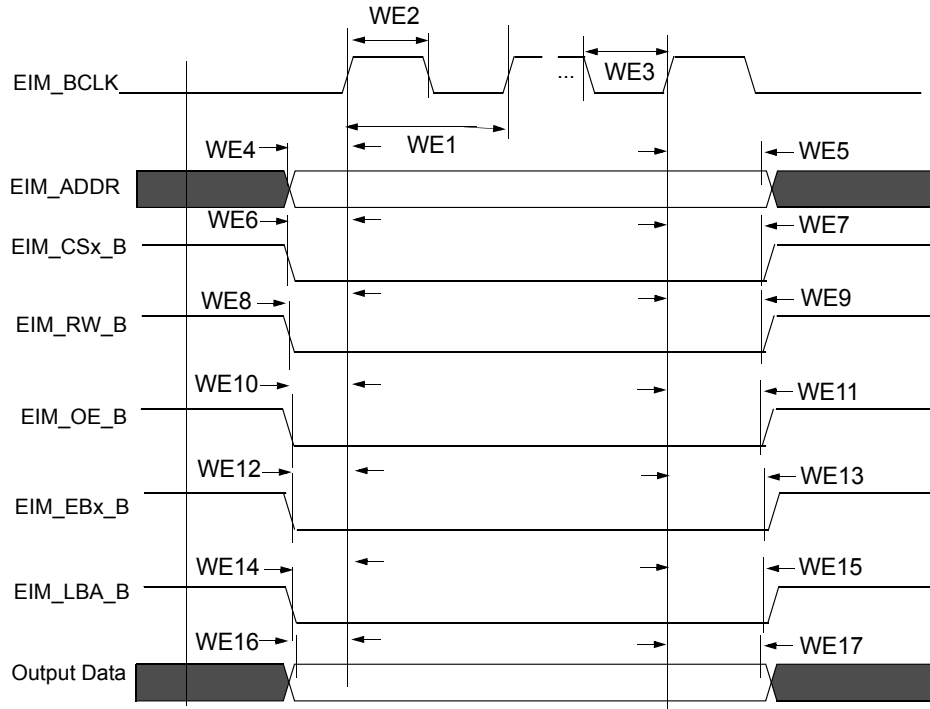 WE2
EIM_BCLK
...
WE3
WE1
WE4
WE5
EIM_ADDR
WE6
WE7
EIM_CSx_B
WE8
WE9
EIM_RW_B
WE10
WE11
EIM_OE_B
WE12
WE13
EIM_EBx_B
WE14
WE15
EIM_LBA_B
WE16
WE17
Output Data